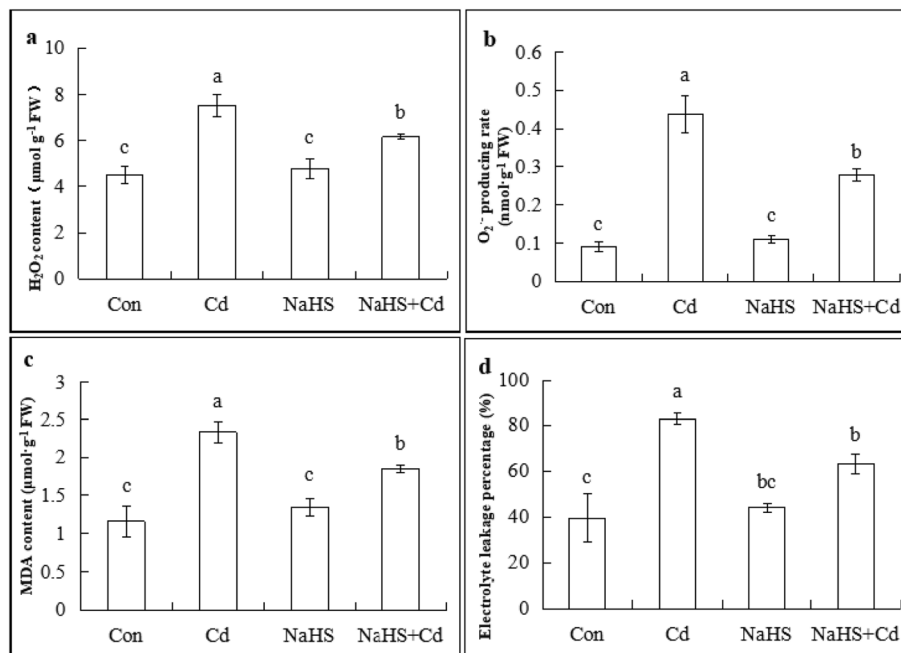 a
H₂O₂ content ( μmol g⁻¹ FW )
10
8
6
4
2
0
c
a
c
b
Con Cd NaHS NaHS+Cd
b
O₂·⁻ producing rate
(nmol·g⁻¹ FW)
0.6
0.5
0.4
0.3
0.2
0.1
0
c
a
c
b
Con Cd NaHS NaHS+Cd
c
MDA content (μmol·g⁻¹ FW)
3
2.5
2
1.5
1
0.5
0
c
a
c
b
Con Cd NaHS NaHS+Cd
d
Electrolyte leakage percentage (%)
100
80
60
40
20
0
c
a
bc
b
Con Cd NaHS NaHS+Cd